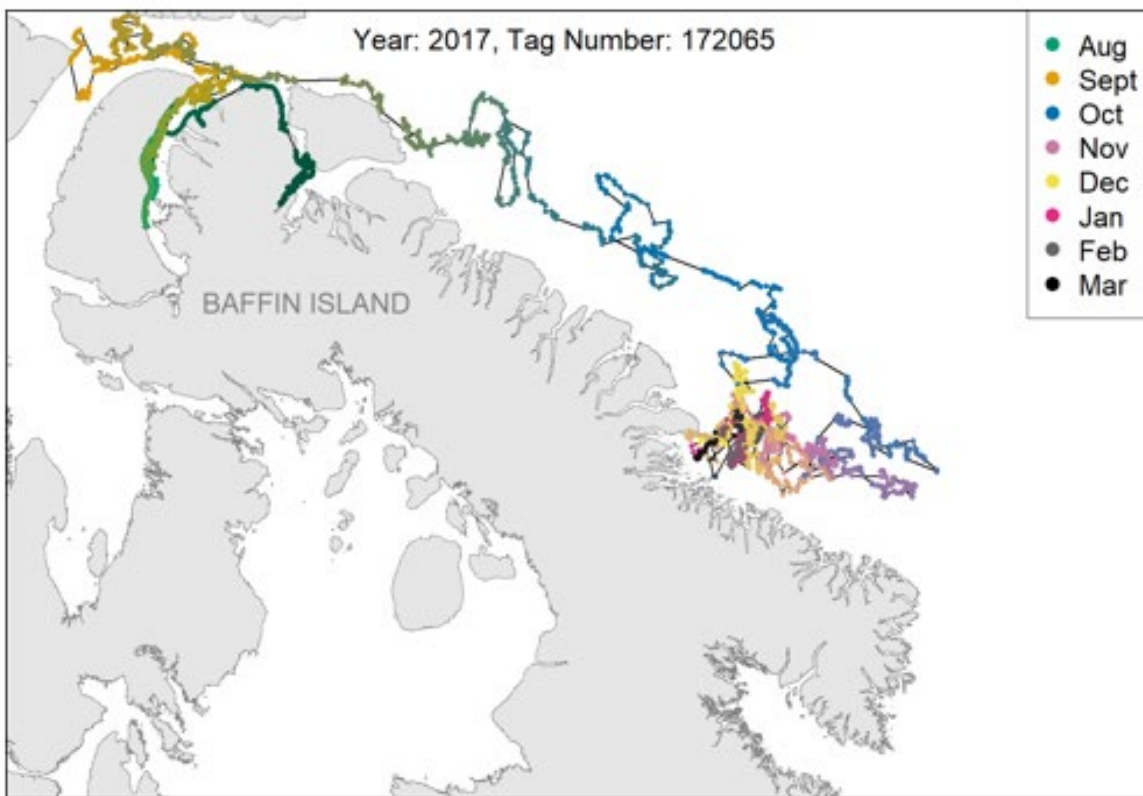 Year: 2017, Tag Number: 172065
Aug
Sept
Oct
Nov
Dec
Jan
Feb
Mar
BAFFIN ISLAND